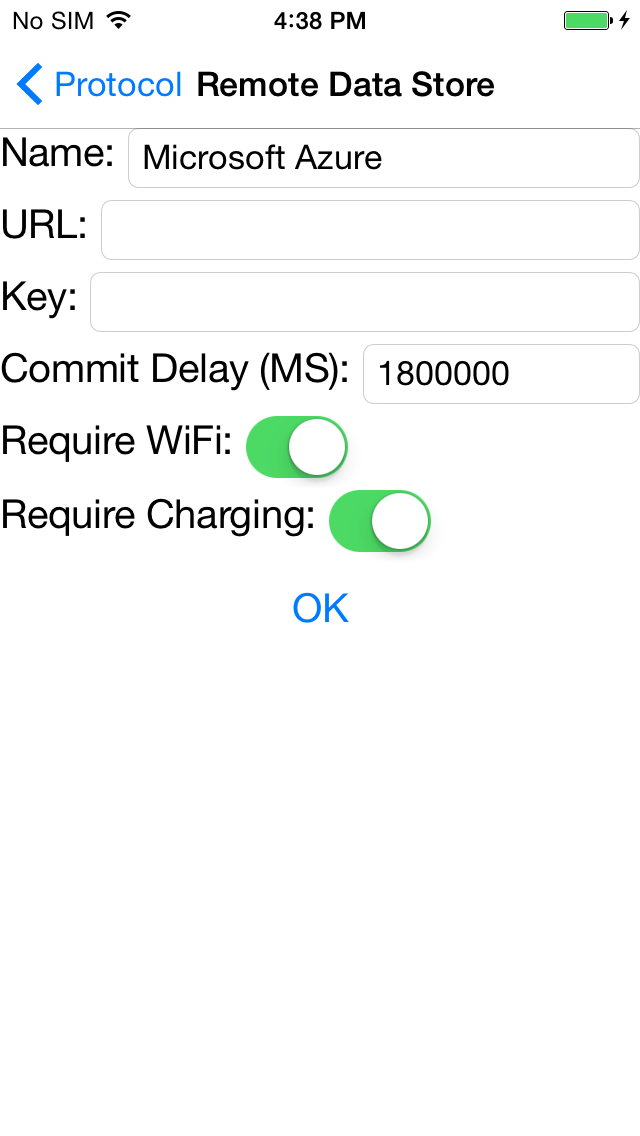 No SIM 4:38 PM
Protocol Remote Data Store
Name: Microsoft Azure
URL:
Key:
Commit Delay (MS): 1800000
Require WiFi:
Require Charging:
OK